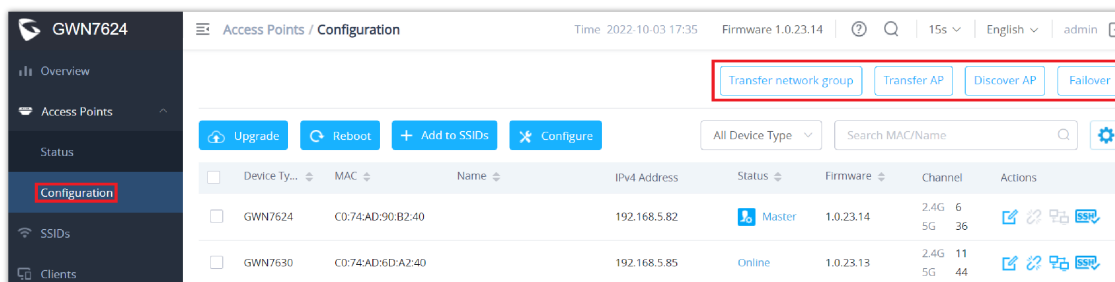 GWN7624
Access Points / Configuration
Time 2022-10-03 17:35
Firmware 1.0.23.14
15s
English
admin
Overview
Access Points
Status
Configuration
SSIDs
Clients
Transfer network group
Transfer AP
Discover AP
Failover
Upgrade
Reboot
+ Add to SSIDs
Configure
All Device Type
Search MAC/Name
Device Ty... MAC Name IPv4 Address Status Firmware Channel Actions
GWN7624 C0:74:AD:90:B2:40 192.168.5.82 Master 1.0.23.14 2.4G 6 SSH
5G 36
GWN7630 C0:74:AD:6D:A2:40 192.168.5.85 Online 1.0.23.13 2.4G 11 SSH
5G 44